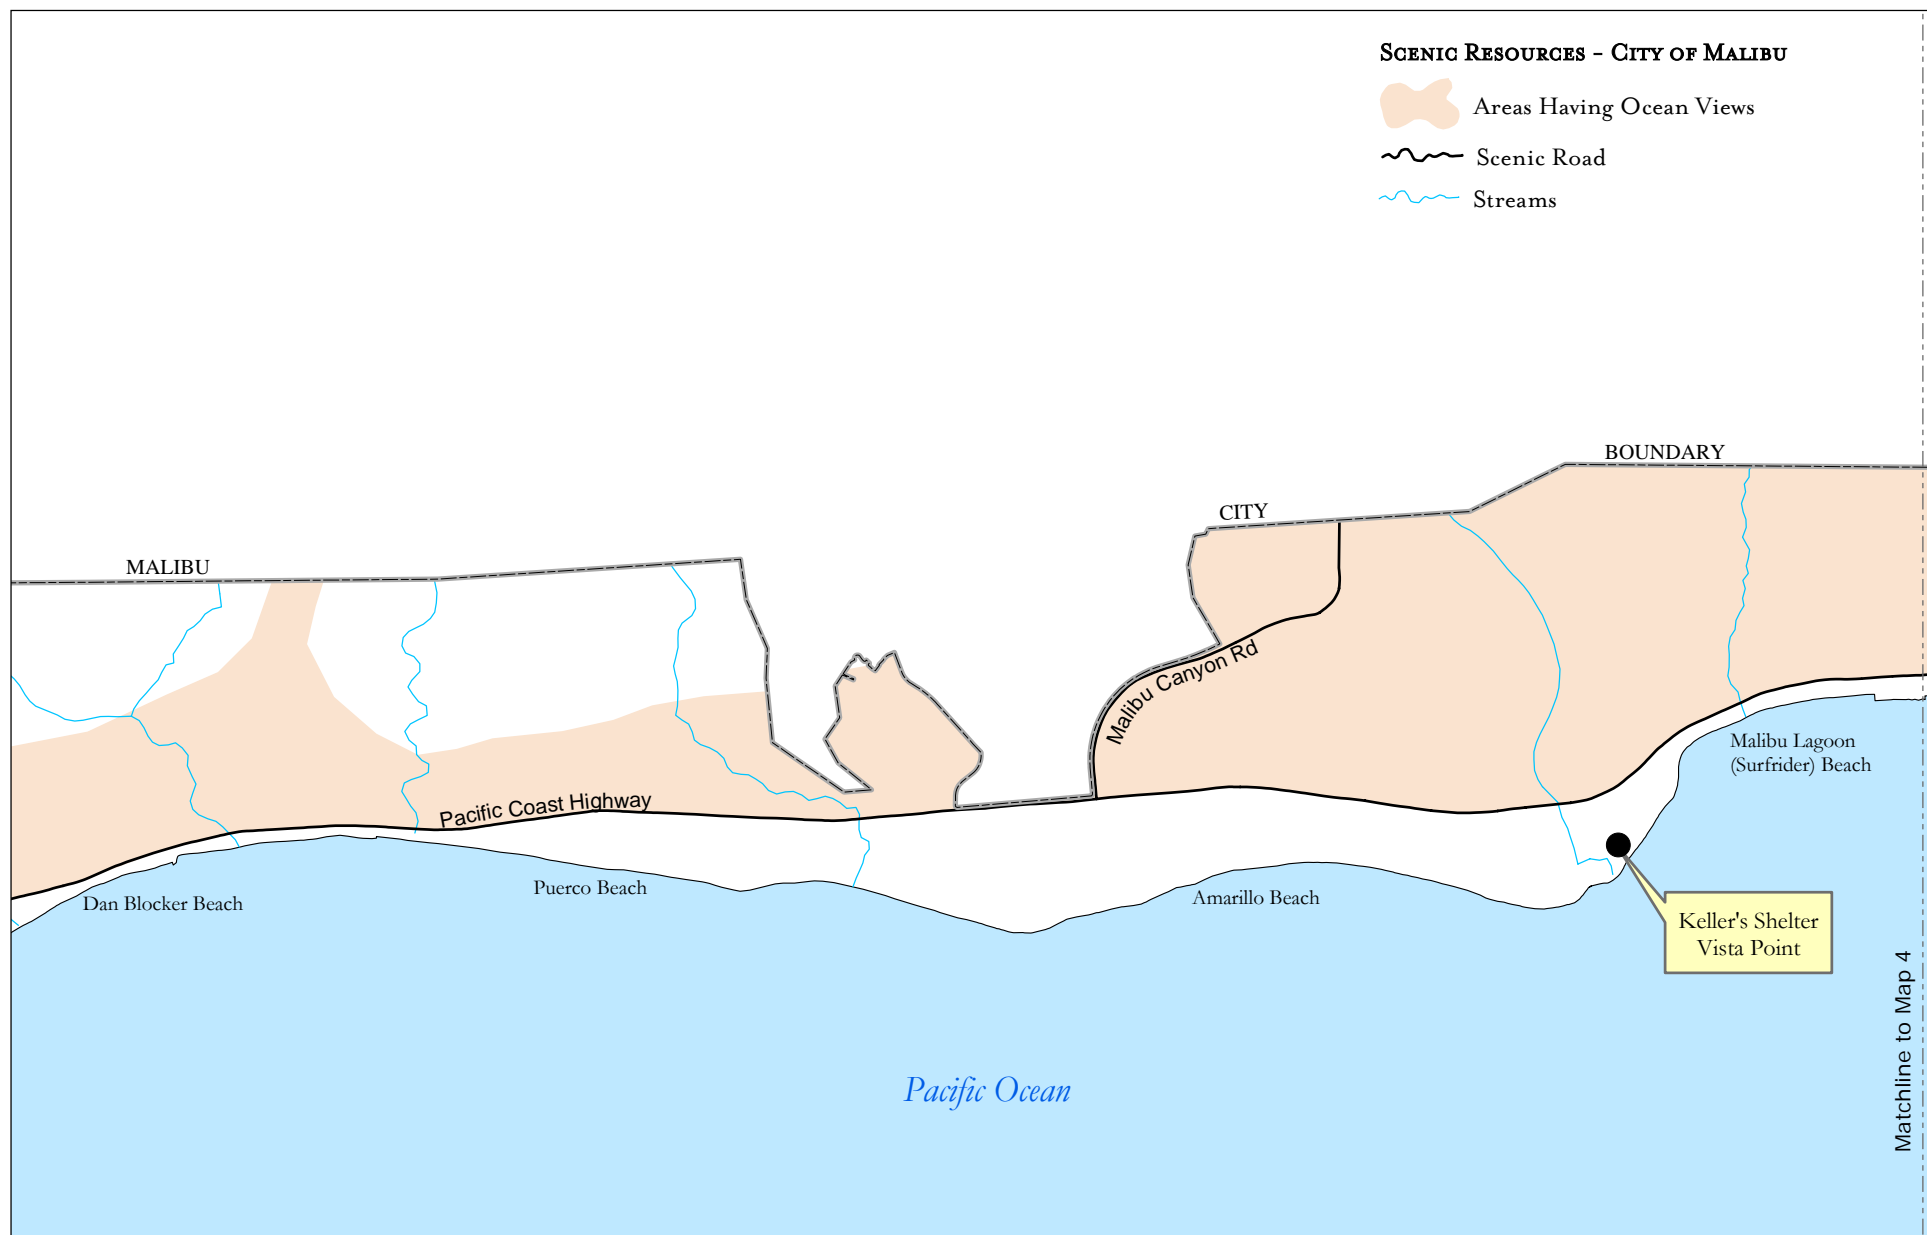 SCENIC RESOURCES – CITY OF MALIBU
Areas Having Ocean Views
Scenic Road
Streams
BOUNDARY
CITY
MALIBU
Malibu Canyon Rd
Pacific Coast Highway
Malibu Lagoon
(Surfrider) Beach
Dan Blocker Beach
Puerco Beach
Amarillo Beach
Keller's Shelter
Vista Point
Pacific Ocean
Matchline to Map 4